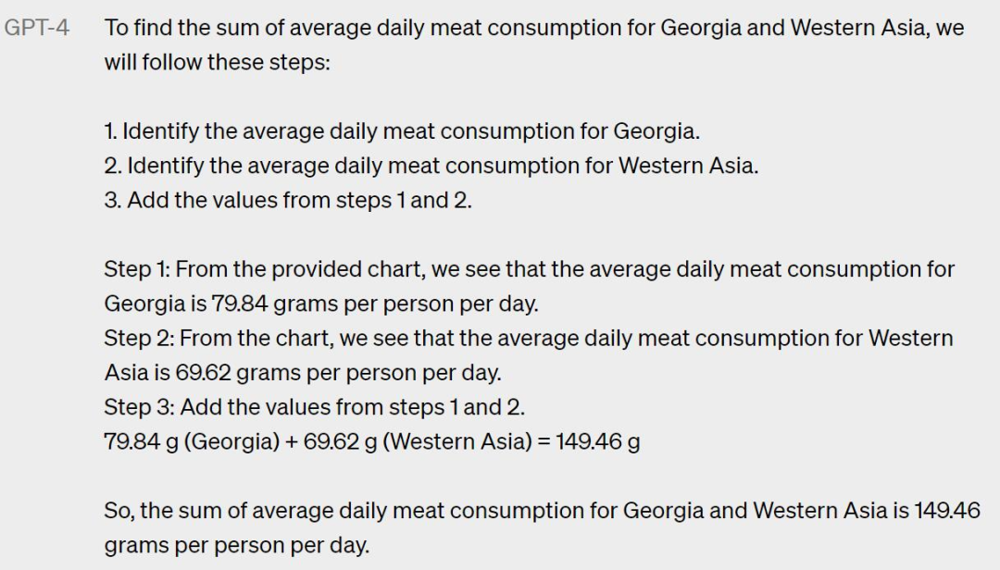 GPT-4
To find the sum of average daily meat consumption for Georgia and Western Asia, we
will follow these steps:
1. Identify the average daily meat consumption for Georgia.
2. Identify the average daily meat consumption for Western Asia.
3. Add the values from steps 1 and 2.
Step 1: From the provided chart, we see that the average daily meat consumption for
Georgia is 79.84 grams per person per day.
Step 2: From the chart, we see that the average daily meat consumption for Western
Asia is 69.62 grams per person per day.
Step 3: Add the values from steps 1 and 2.
79.84 g (Georgia) + 69.62 g (Western Asia) = 149.46 g
So, the sum of average daily meat consumption for Georgia and Western Asia is 149.46
grams per person per day.